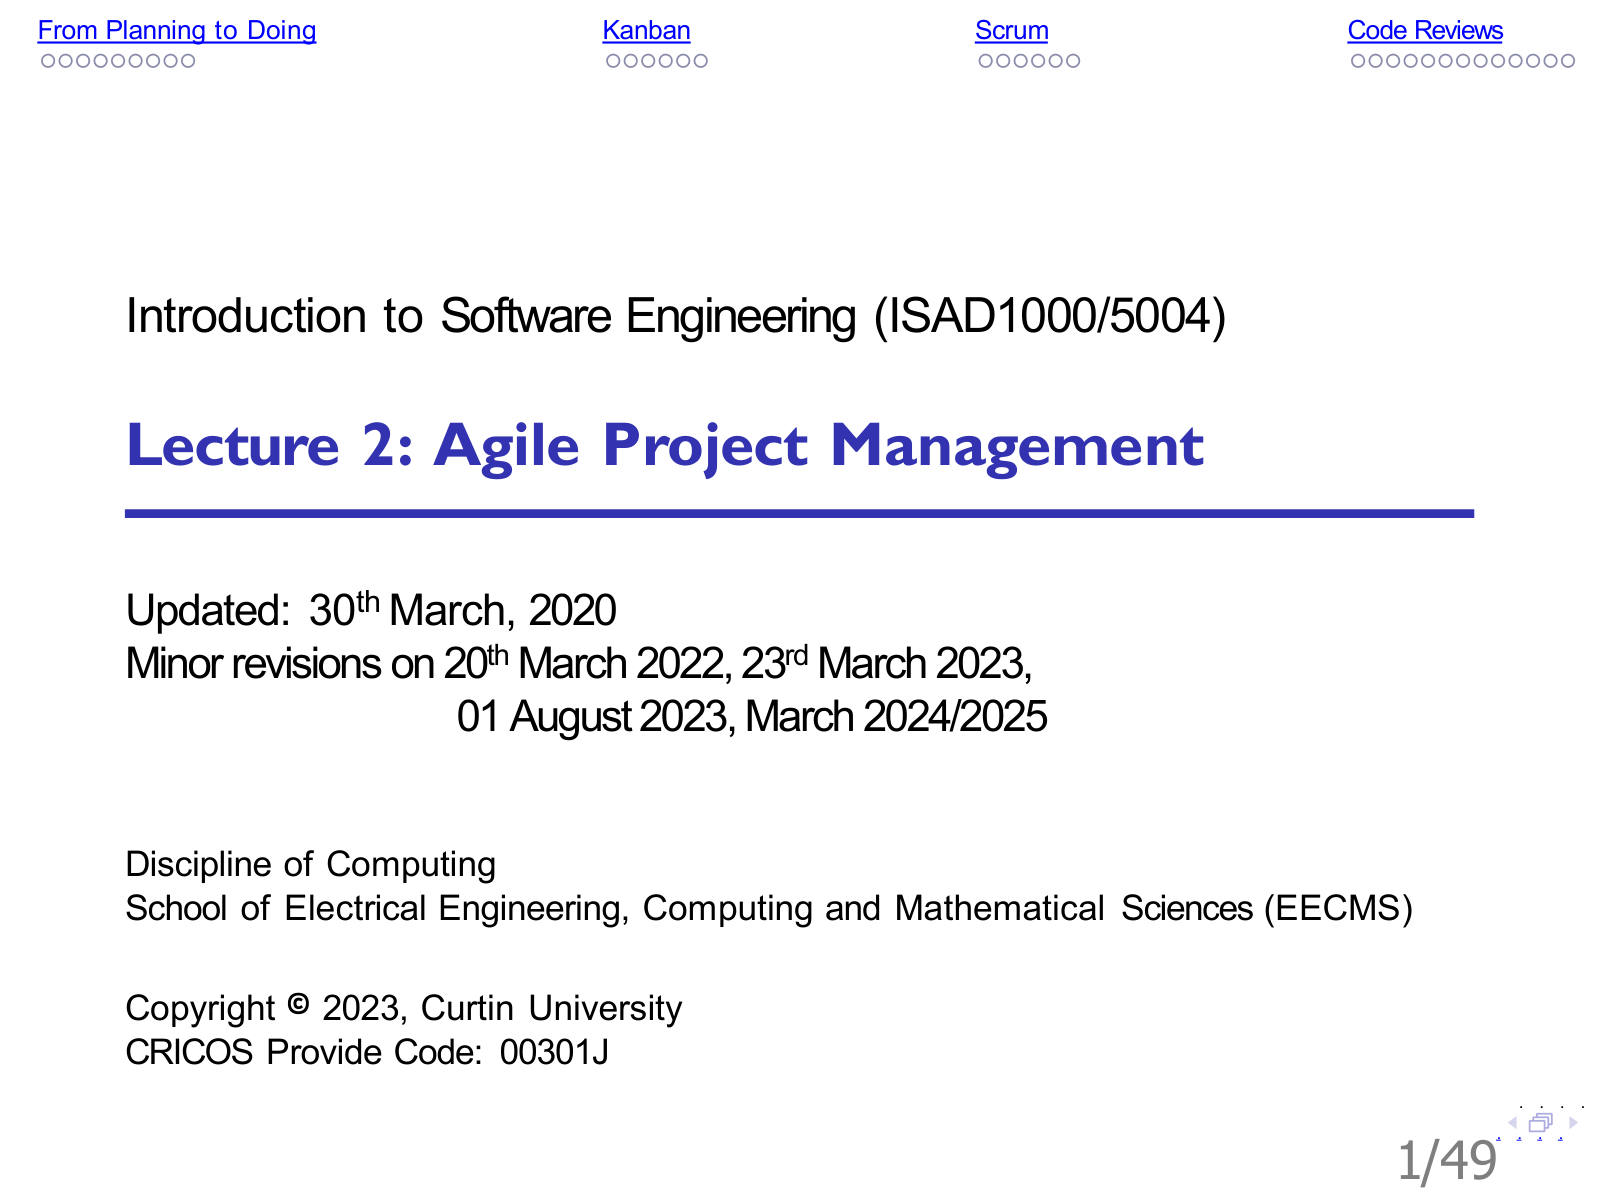 From Planning to Doing
Kanban
Scrum
Code Reviews
Introduction to Software Engineering (ISAD1000/5004)
Lecture 2: Agile Project Management
Updated: 30th March, 2020
Minor revisions on 20th March 2022, 23rd March 2023,
01 August 2023, March 2024/2025
Discipline of Computing
School of Electrical Engineering, Computing and Mathematical Sciences (EECMS)
Copyright © 2023, Curtin University
CRICOS Provide Code: 00301J
1/49